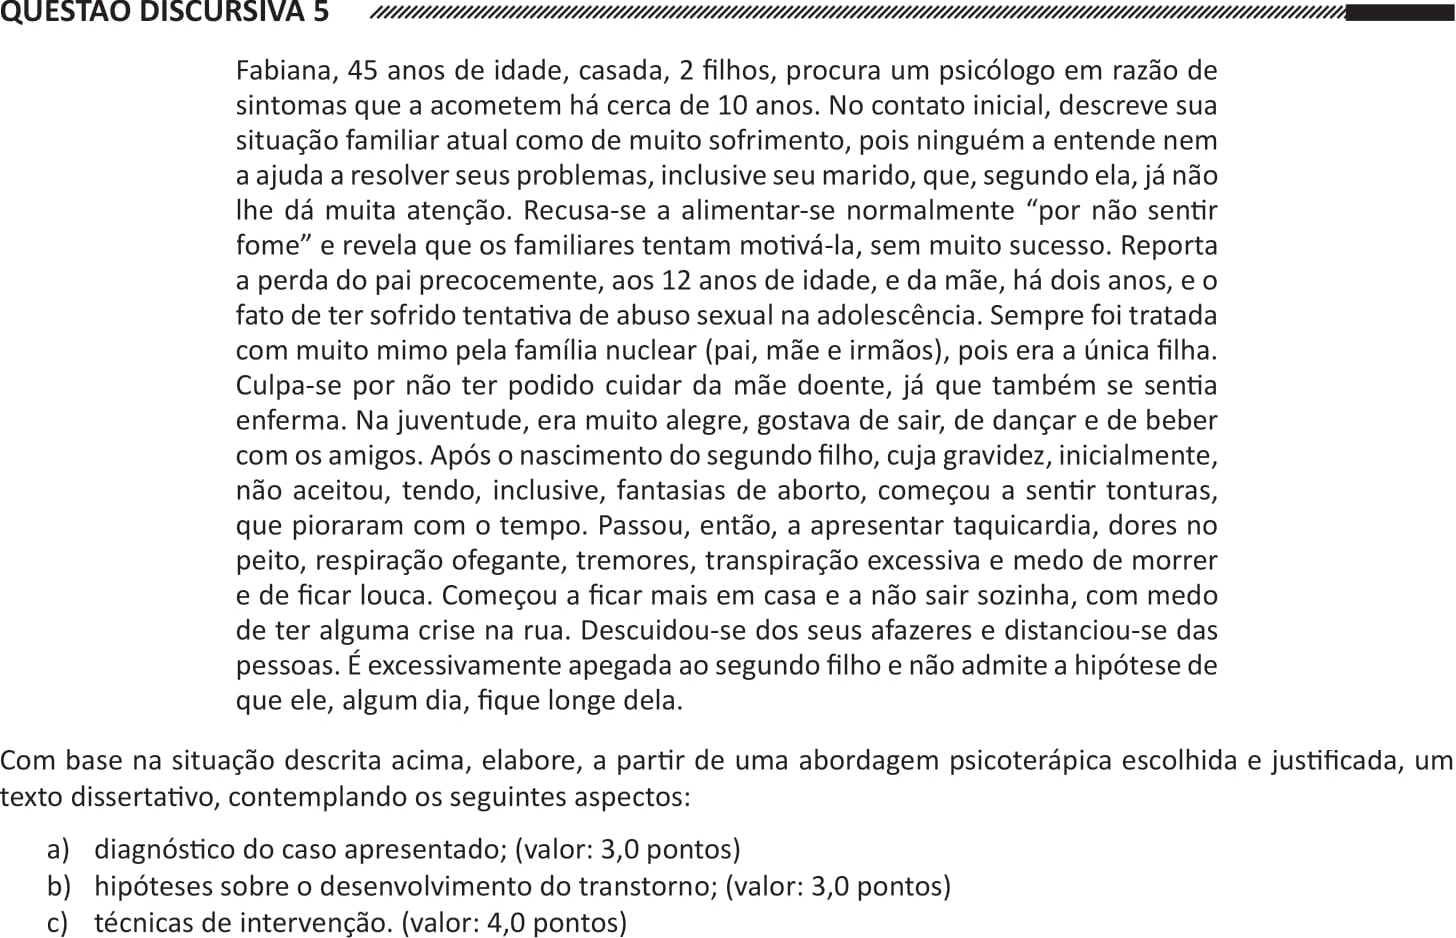 QUESTÃO DISCURSIVA 5
Fabiana, 45 anos de idade, casada, 2 filhos, procura um psicólogo em razão de
sintomas que a acometem há cerca de 10 anos. No contato inicial, descreve sua
situação familiar atual como de muito sofrimento, pois ninguém a entende nem
a ajuda a resolver seus problemas, inclusive seu marido, que, segundo ela, já não
lhe dá muita atenção. Recusa-se a alimentar-se normalmente “por não sentir
fome” e revela que os familiares tentam motivá-la, sem muito sucesso. Reporta
a perda do pai precocemente, aos 12 anos de idade, e da mãe, há dois anos, e o
fato de ter sofrido tentativa de abuso sexual na adolescência. Sempre foi tratada
com muito mimo pela família nuclear (pai, mãe e irmãos), pois era a única filha.
Culpa-se por não ter podido cuidar da mãe doente, já que também se sentia
enferma. Na juventude, era muito alegre, gostava de sair, de dançar e de beber
com os amigos. Após o nascimento do segundo filho, cuja gravidez, inicialmente,
não aceitou, tendo, inclusive, fantasias de aborto, começou a sentir tonturas,
que pioraram com o tempo. Passou, então, a apresentar taquicardia, dores no
peito, respiração ofegante, tremores, transpiração excessiva e medo de morrer
e de ficar louca. Começou a ficar mais em casa e a não sair sozinha, com medo
de ter alguma crise na rua. Descuidou-se dos seus afazeres e distanciou-se das
pessoas. É excessivamente apegada ao segundo filho e não admite a hipótese de
que ele, algum dia, fique longe dela.
Com base na situação descrita acima, elabore, a partir de uma abordagem psicoterápica escolhida e justificada, um
texto dissertativo, contemplando os seguintes aspectos:
a) diagnóstico do caso apresentado; (valor: 3,0 pontos)
b) hipóteses sobre o desenvolvimento do transtorno; (valor: 3,0 pontos)
c) técnicas de intervenção. (valor: 4,0 pontos)